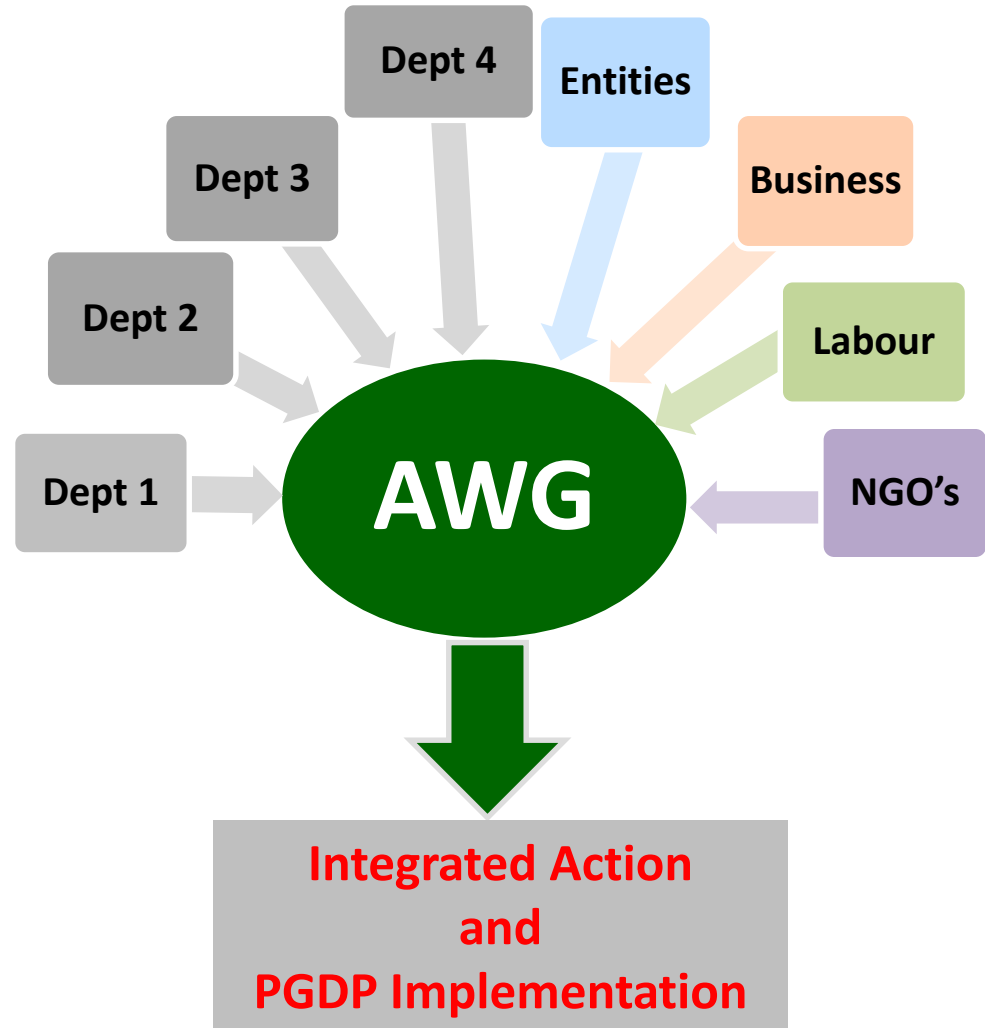 Dept 4
Entities
Dept 3
Business
Dept 2
Labour
Dept 1
AWG
NGO’s
Integrated Action
and
PGDP Implementation